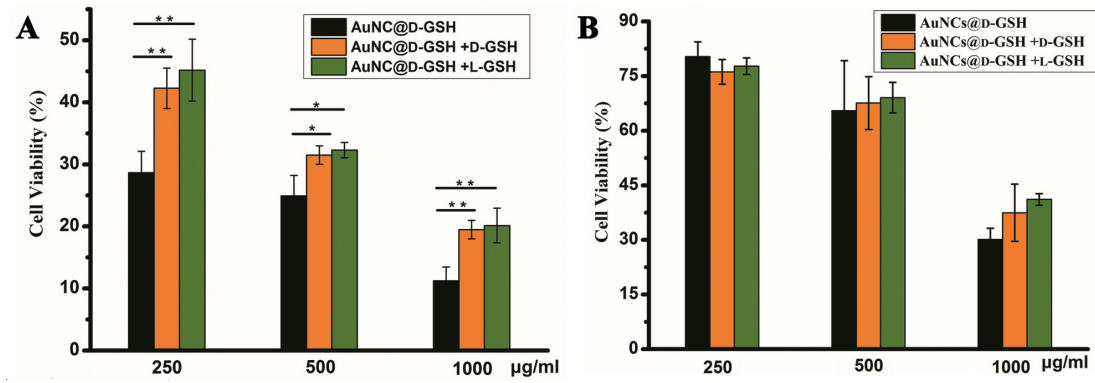 A
AuNC@D-GSH
AuNC@D-GSH +D-GSH
AuNC@D-GSH +L-GSH
Cell Viability (%)
50
40
30
20
10
0
* *
* *
*
*
* *
* *
250
500
1000
µg/ml
B
AuNCs@D-GSH
AuNCs@D-GSH +D-GSH
AuNCs@D-GSH +L-GSH
Cell Viability (%)
90
75
60
45
30
15
0
250
500
1000
µg/ml